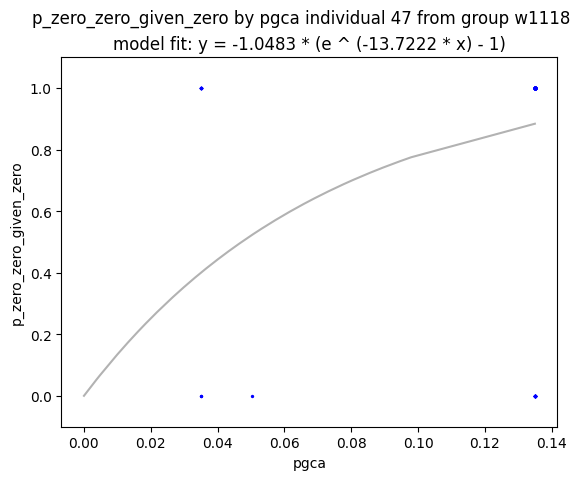 p_zero_zero_given_zero by pgca individual 47 from group w1118
model fit: y = -1.0483 * (e ^ (-13.7222 * x) - 1)
1.0
0.8
0.6
0.4
0.2
0.0
p_zero_zero_given_zero
0.00 0.02 0.04 0.06 0.08 0.10 0.12 0.14
pgca